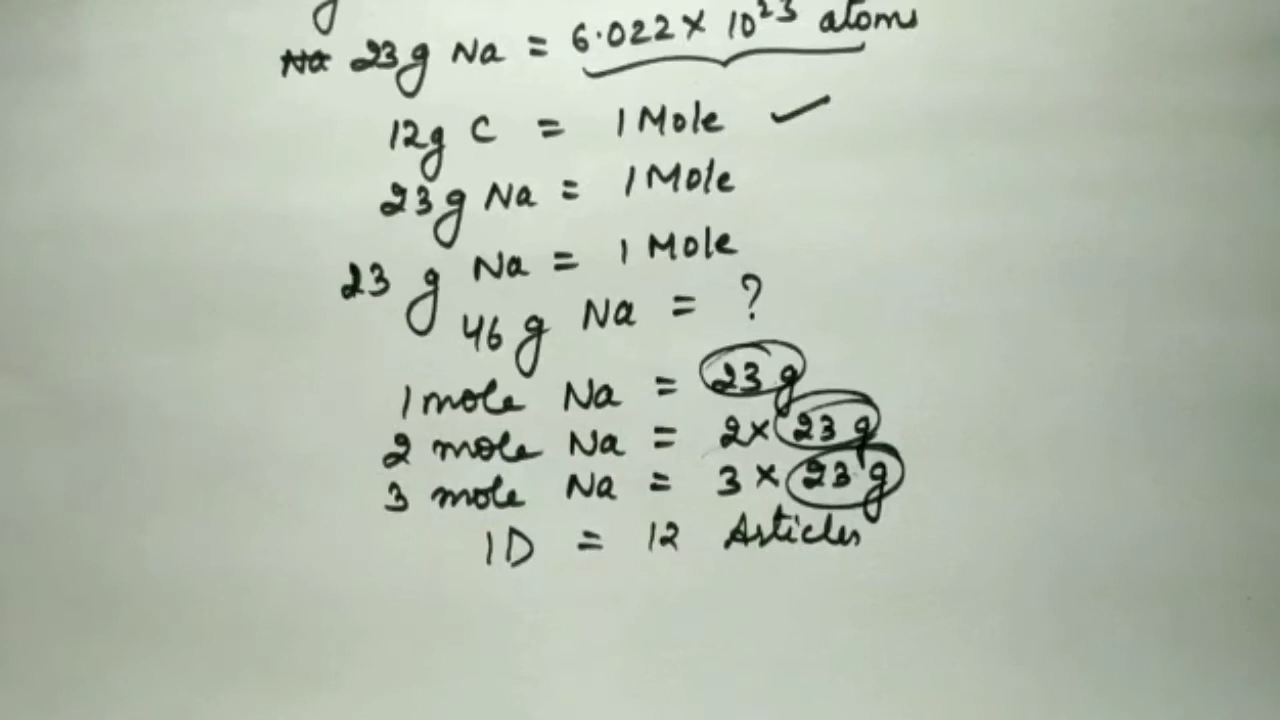 g
Na 23g Na = 6.022 × 10²³ atoms
12g C = 1 Mole ✓
23g Na = 1 Mole
23 g Na = 1 Mole
46 g Na = ?
1 mole Na = 23 g
2 mole Na = 2 × 23 g
3 mole Na = 3 × 23 g
1D = 12 Articles